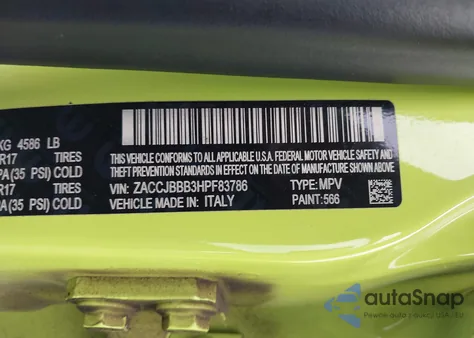 KG 4586 LB
R17 TIRES
PA(35 PSI) COLD
R17 TIRES
PA(35 PSI) COLD
THIS VEHICLE CONFORMS TO ALL APPLICABLE U.S.A. FEDERAL MOTOR VEHICLE SAFETY,
THEFT PREVENTION STANDARDS IN EFFECT ON THE DATE OF MANUFACTURE SHOWN ABOVE.
VIN: ZACCJBBB3HPF83786 TYPE: MPV
VEHICLE MADE IN: ITALY PAINT: 566
autoSnap